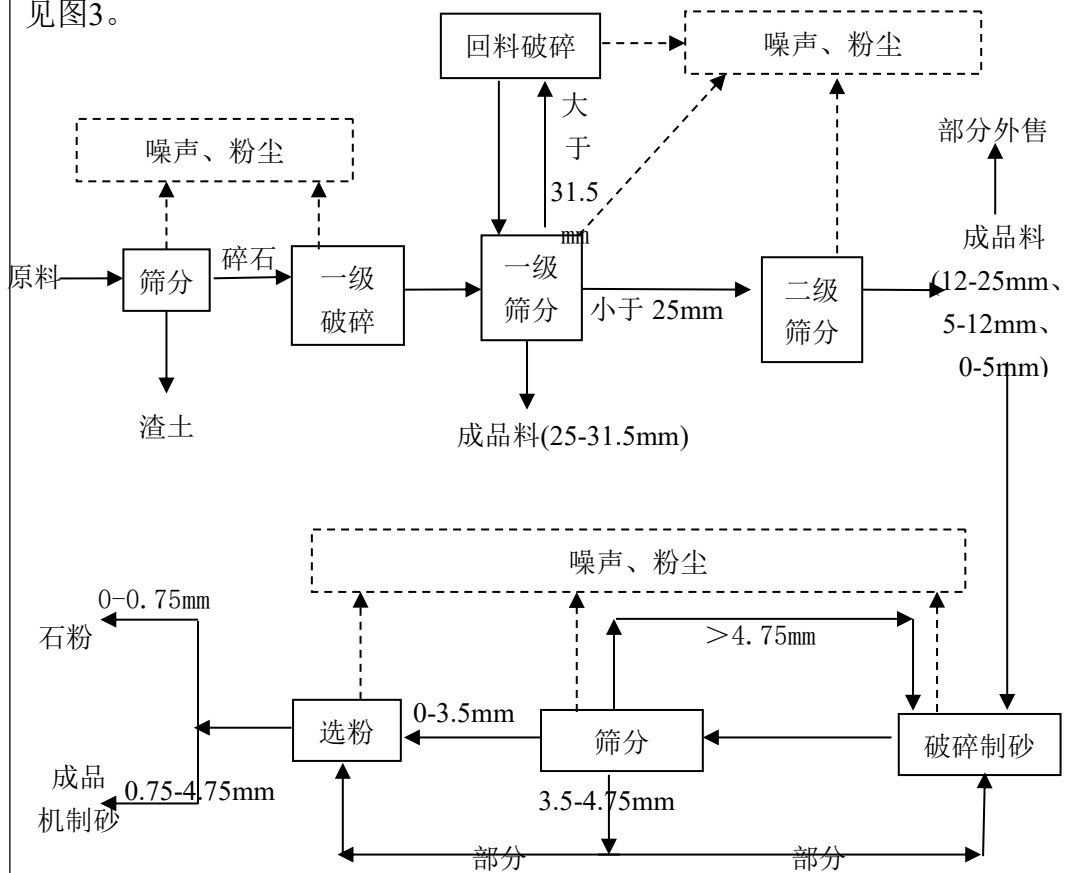 见图3。
回料破碎
噪声、粉尘
大
于
31.5
mm
噪声、粉尘
部分外售
原料
筛分
碎石
一级
破碎
一级
筛分
小于 25mm
二级
筛分
成品料
(12-25mm、
5-12mm、
0-5mm)
渣土
成品料(25-31.5mm)
噪声、粉尘
0-0.75mm
石粉
>4.75mm
选粉
0-3.5mm
筛分
破碎制砂
成品
机制砂
0.75-4.75mm
3.5-4.75mm
部分
部分